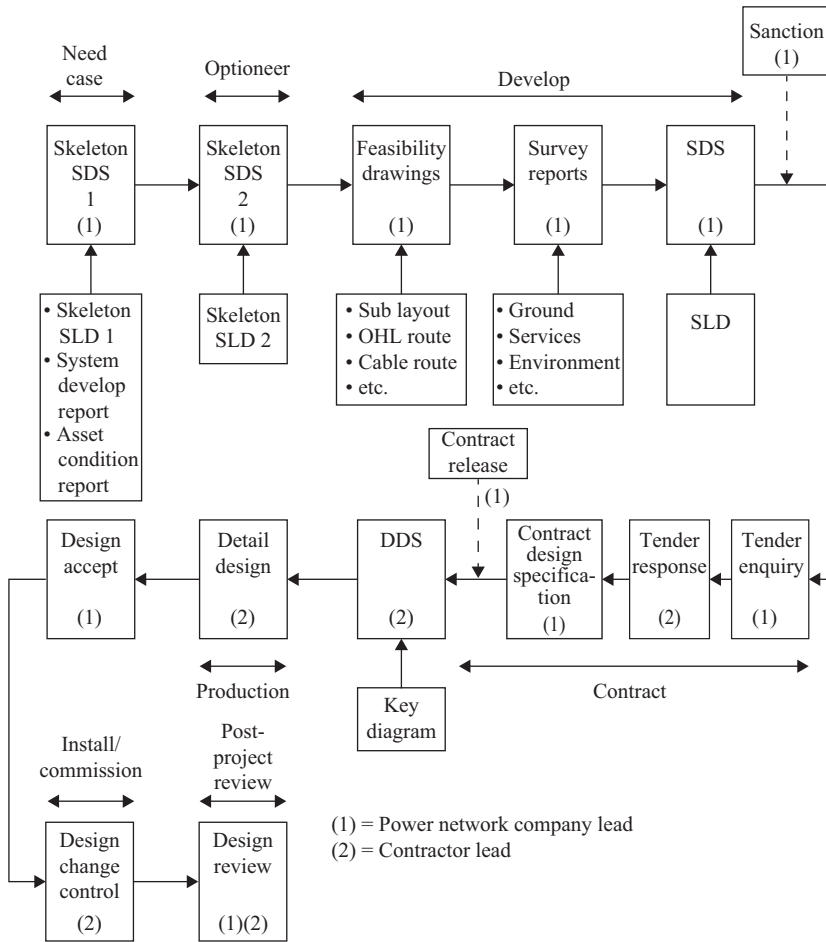 Need
case
Optioneer
Develop
Sanction
(1)
Skeleton
SDS
1
(1)
Skeleton
SDS
2
(1)
Feasibility
drawings
(1)
Survey
reports
(1)
SDS
(1)
• Skeleton
SLD 1
• System
develop
report
• Asset
condition
report
Skeleton
SLD 2
• Sub layout
• OHL route
• Cable route
• etc.
• Ground
• Services
• Environment
• etc.
SLD
Contract
release
(1)
Design
accept
(1)
Detail
design
(2)
DDS
(2)
Contract
design
specifica-
tion
(1)
Tender
response
(2)
Tender
enquiry
(1)
Production
Key
diagram
Contract
Install/
commission
Post-
project
review
Design
change
control
(2)
Design
review
(1)(2)
(1) = Power network company lead
(2) = Contractor lead